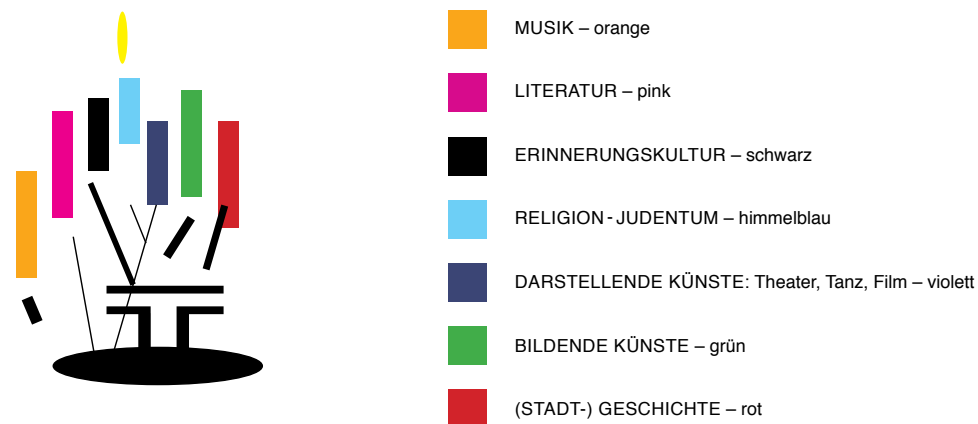 MUSIK – orange
LITERATUR – pink
ERINNERUNGSKULTUR – schwarz
RELIGION - JUDENTUM – himmelblau
DARSTELLENDE KÜNSTE: Theater, Tanz, Film – violett
BILDENDE KÜNSTE – grün
(STADT-) GESCHICHTE – rot